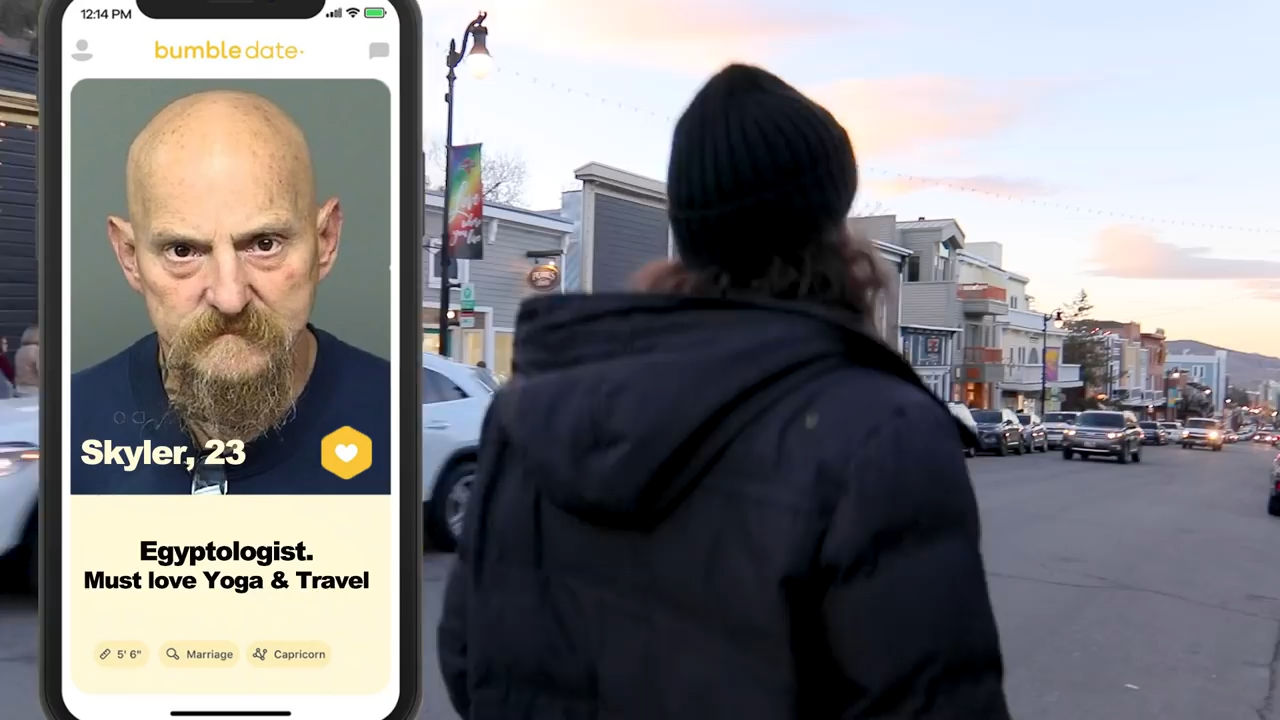 12:14 PM
bumble date
Skyler, 23
Egyptologist.
Must love Yoga & Travel
5' 6"
Marriage
Capricorn